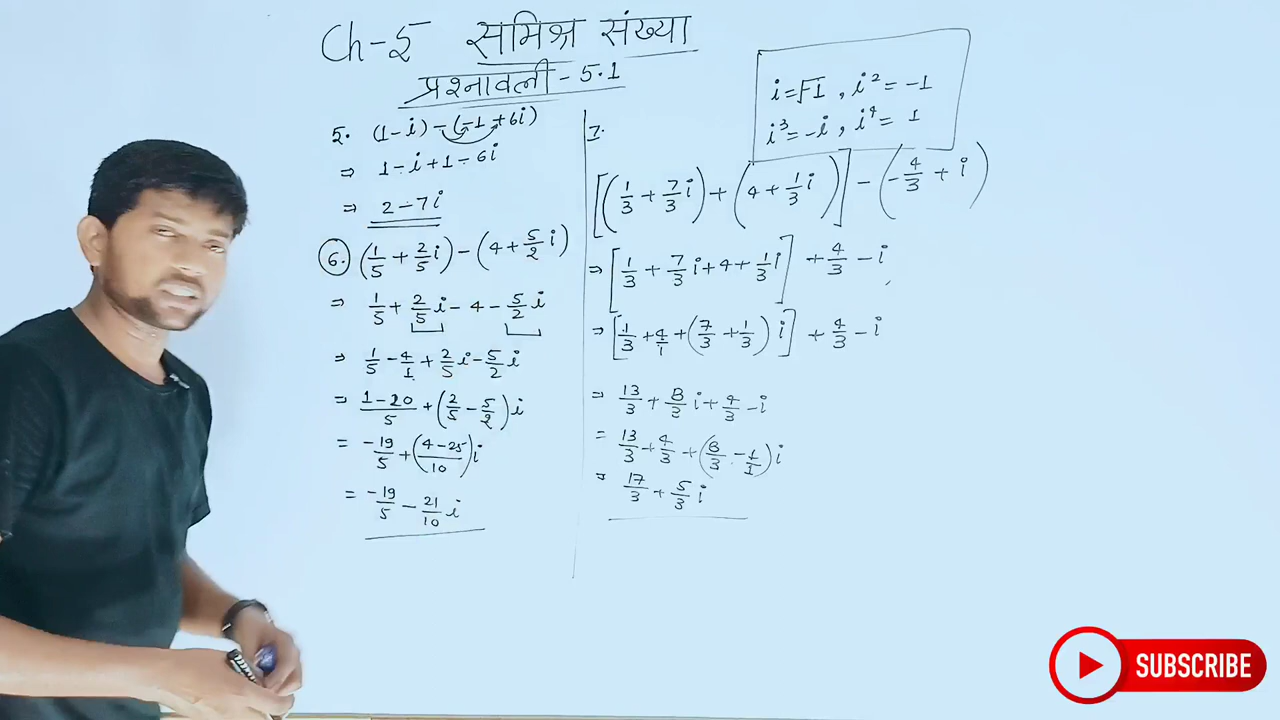 Ch-5 समिश्र संख्या
प्रश्नावली - 5.1
i=√-1 , i² = -1
i³ = -i , i⁴ = 1
5. (1-i) - (-1+6i)
⇒ 1-i+1-6i
⇒ 2-7i
6. (1/5 + 2/5 i) - (4 + 5/2 i)
⇒ 1/5 + 2/5 i - 4 - 5/2 i
⇒ 1/5 - 4/1 + 2/5 i - 5/2 i
⇒ 1-20/5 + (2/5 - 5/2) i
= -19/5 + (4-25/10) i
= -19/5 - 21/10 i
7.
[(1/3 + 7/3 i) + (4 + 1/3 i)] - (-4/3 + i)
⇒ [1/3 + 7/3 i + 4 + 1/3 i] + 4/3 - i
⇒ [1/3 + 4/1 + (7/3 + 1/3) i] + 4/3 - i
⇒ 13/3 + 8/3 i + 4/3 - i
= 13/3 + 4/3 + (8/3 - 1/1) i
⇒ 17/3 + 5/3 i
SUBSCRIBE